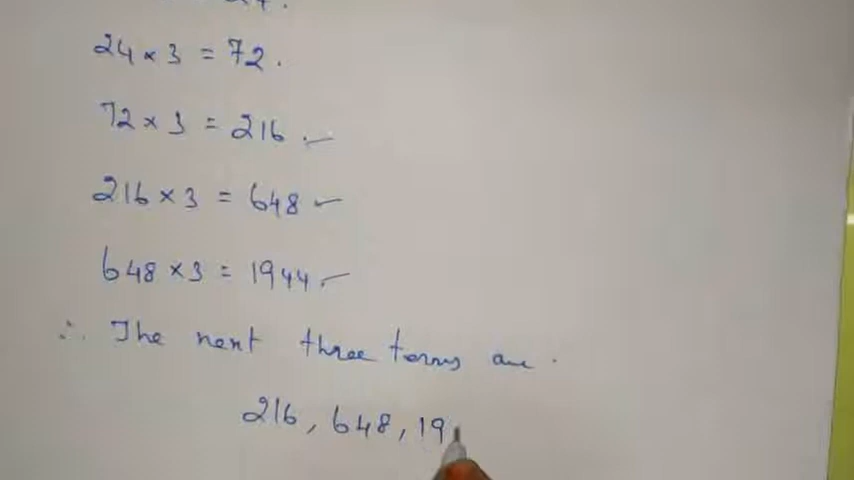 24.
24 × 3 = 72.
72 × 3 = 216.
216 × 3 = 648
648 × 3 = 1944
∴ The next three terms are.
216, 648, 19